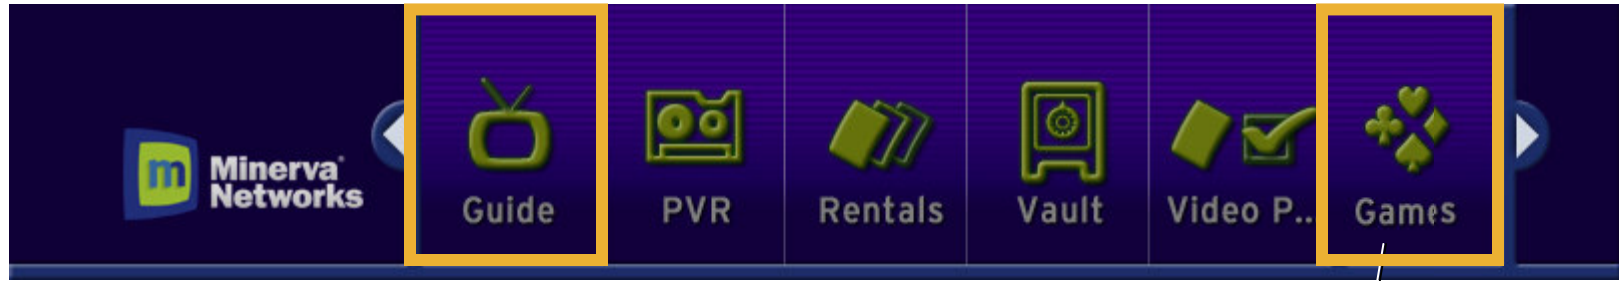 m
Minerva
Networks
Guide
PVR
Rentals
Vault
Video P..
Games